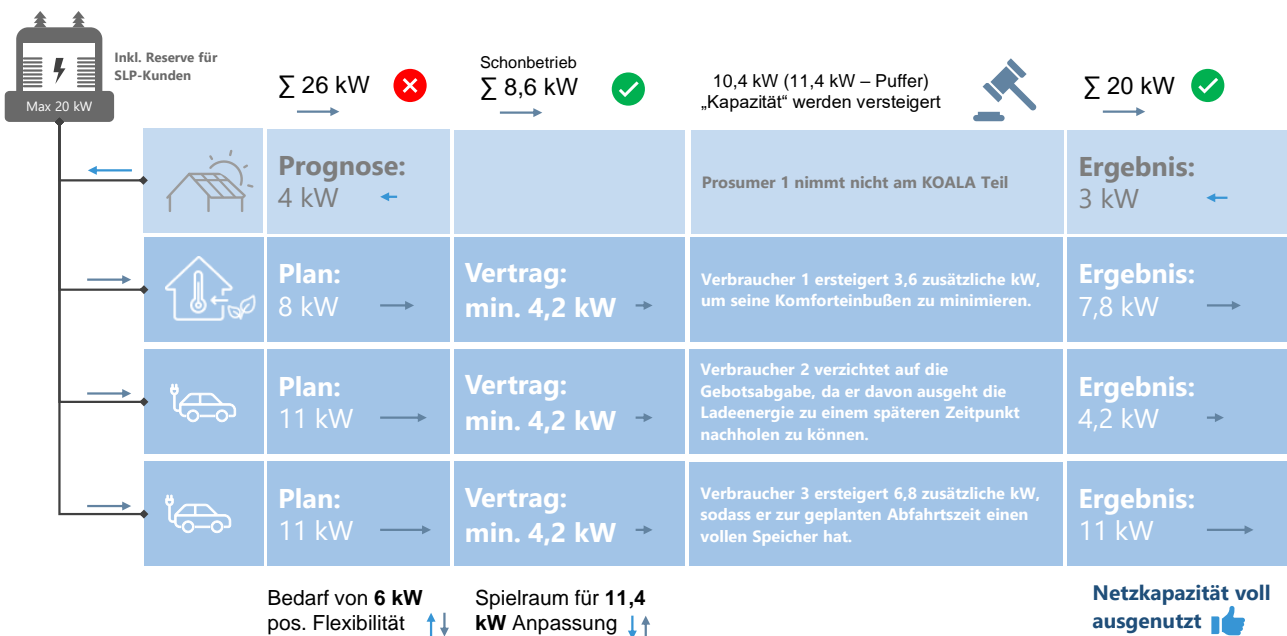 Inkl. Reserve für
SLP-Kunden
Max 20 kW
∑ 26 kW
Schonbetrieb
∑ 8,6 kW
10,4 kW (11,4 kW – Puffer)
„Kapazität“ werden versteigert
∑ 20 kW
Prognose:
4 kW
Prosumer 1 nimmt nicht am KOALA Teil
Ergebnis:
3 kW
Plan:
8 kW
Vertrag:
min. 4,2 kW
Verbraucher 1 ersteigert 3,6 zusätzliche kW,
um seine Komforteinbußen zu minimieren.
Ergebnis:
7,8 kW
Plan:
11 kW
Vertrag:
min. 4,2 kW
Verbraucher 2 verzichtet auf die
Gebotsabgabe, da er davon ausgeht die
Ladeenergie zu einem späteren Zeitpunkt
nachholen zu können.
Ergebnis:
4,2 kW
Plan:
11 kW
Vertrag:
min. 4,2 kW
Verbraucher 3 ersteigert 6,8 zusätzliche kW,
sodass er zur geplanten Abfahrtszeit einen
vollen Speicher hat.
Ergebnis:
11 kW
Bedarf von 6 kW
pos. Flexibilität
Spielraum für 11,4
kW Anpassung
Netzkapazität voll
ausgenutzt